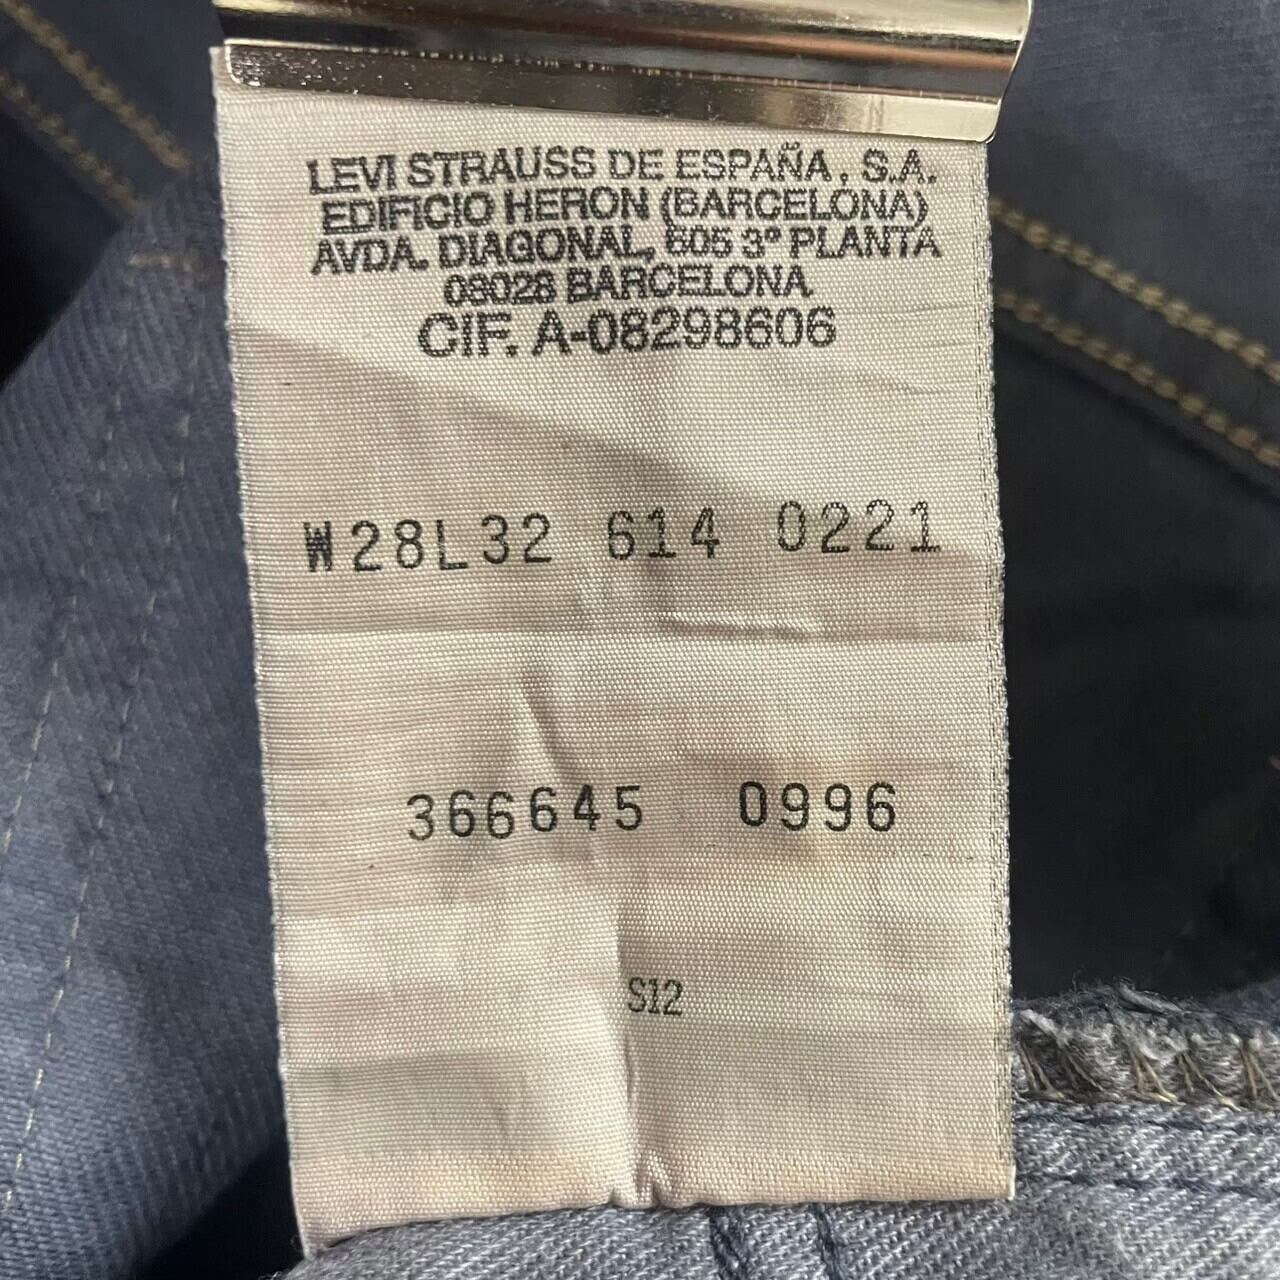 LEVI STRAUSS DE ESPAÑA, S.A.
EDIFICIO HERON (BARCELONA)
AVDA. DIAGONAL, 605 3º PLANTA
08028 BARCELONA
CIF. A-08298606
W28L32 614 0221
366645 0996
S12